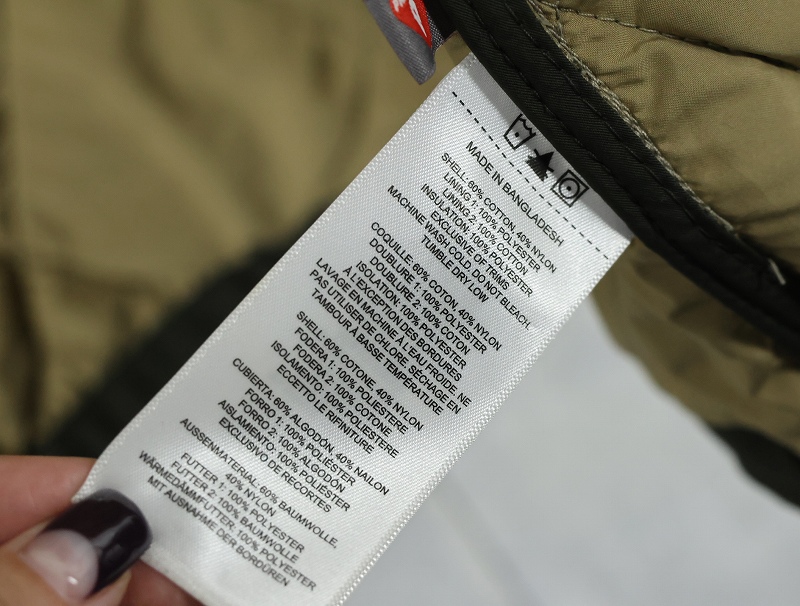 MADE IN BANGLADESH
SHELL: 60% COTTON, 40% NYLON
LINING 1: 100% POLYESTER
LINING 2: 100% COTTON
INSULATION: 100% POLYESTER
EXCLUSIVE OF TRIMS
MACHINE WASH COLD. DO NOT BLEACH.
TUMBLE DRY LOW
COQUILLE: 60% COTON, 40% NYLON
DOUBLURE 1: 100% POLYESTER
DOUBLURE 2: 100% COTON
ISOLATION: 100% POLYESTER
À L'EXCEPTION DES BORDURES
LAVAGE EN MACHINE À L'EAU FROIDE. NE
PAS UTILISER DE CHLORE. SÉCHAGE EN
TAMBOUR À BASSE TEMPÉRATURE
SHELL: 60% COTONE, 40% NYLON
FODERA 1: 100% POLIESTERE
FODERA 2: 100% COTONE
ISOLAMENTO: 100% POLIESTERE
ECCETTO LE RIFINITURE
CUBIERTA: 60% ALGODÓN, 40% NAILON
FORRO 1: 100% POLIÉSTER
FORRO 2: 100% ALGODÓN
AISLAMIENTO: 100% POLIÉSTER
EXCLUSIVO DE RECORTES
AUSSENMATERIAL: 60% BAUMWOLLE,
40% NYLON
FUTTER 1: 100% POLYESTER
FUTTER 2: 100% BAUMWOLLE
WÄRMEDÄMMFUTTER: 100% POLYESTER
MIT AUSNAHME DER BORDÜREN